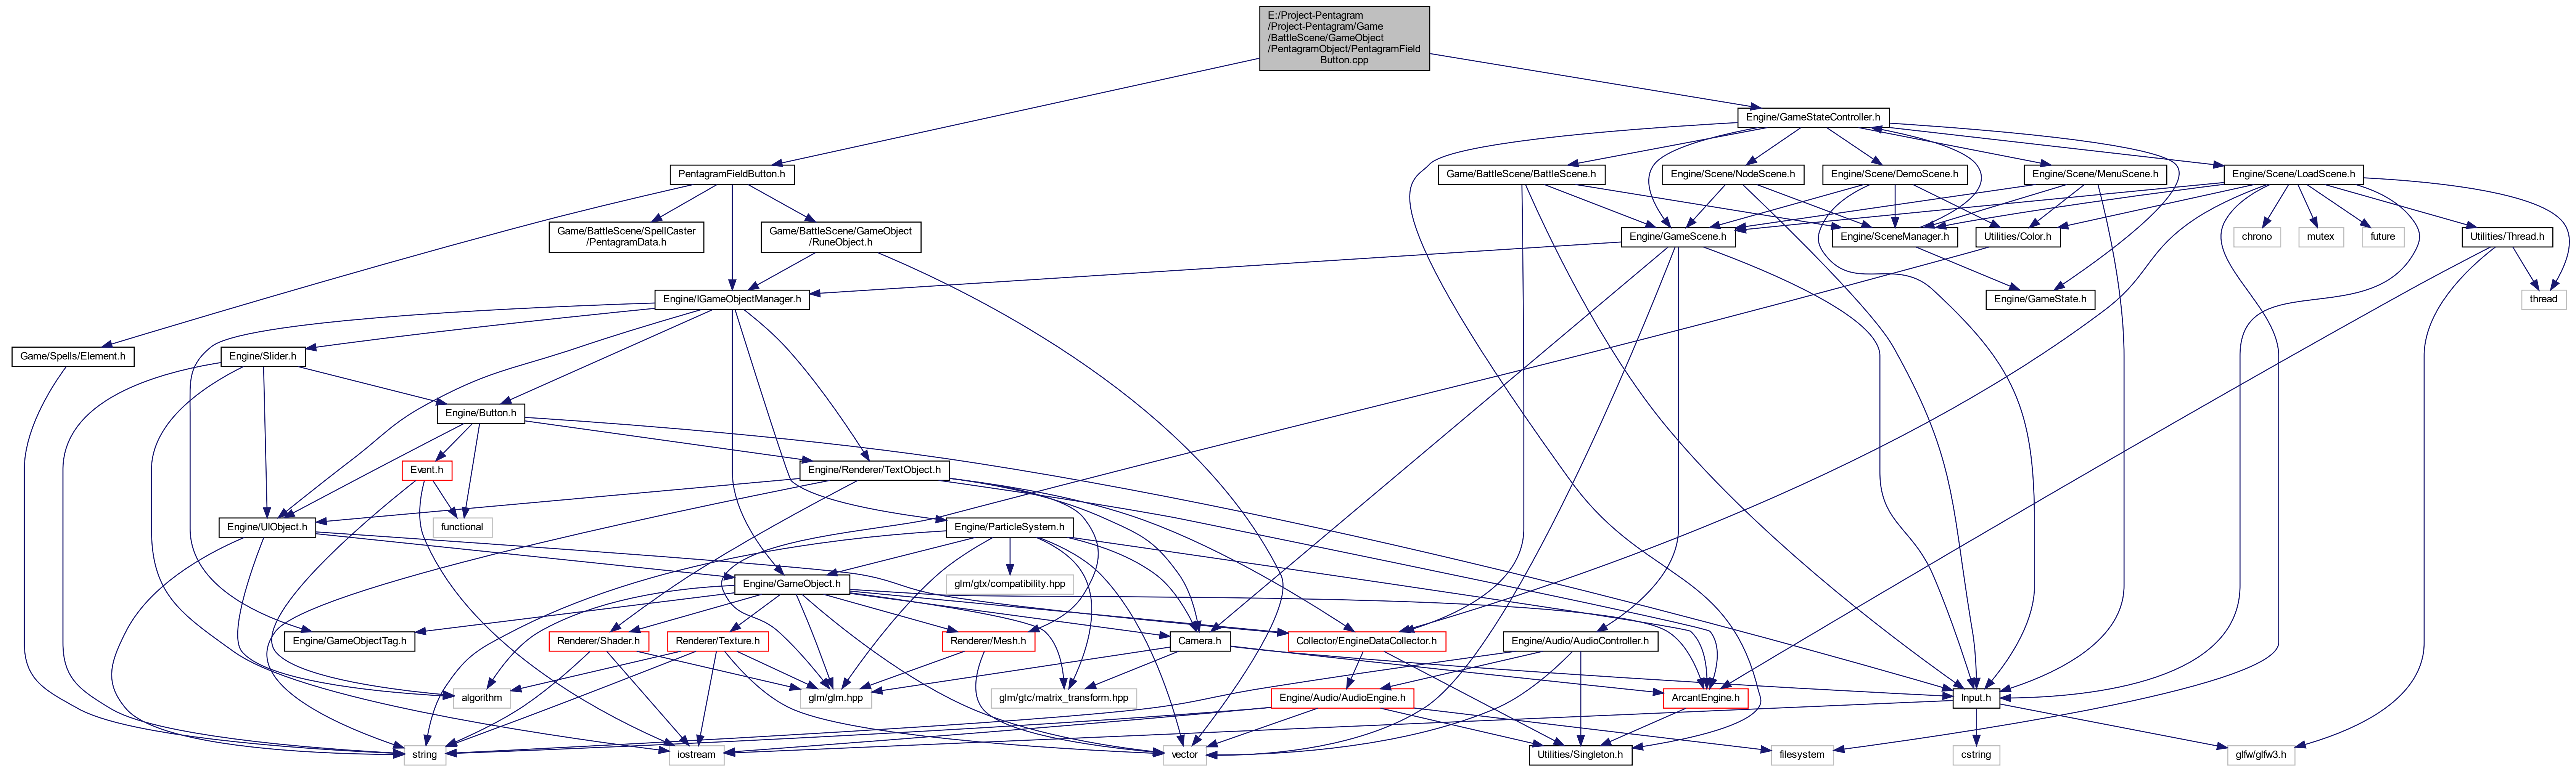 E:/Project-Pentagram
/Project-Pentagram/Game
/BattleScene/GameObject
/PentagramObject/PentagramField
Button.cpp
Engine/GameStateController.h
PentagramFieldButton.h
Game/BattleScene/BattleScene.h
Engine/Scene/NodeScene.h
Engine/Scene/DemoScene.h
Engine/Scene/MenuScene.h
Engine/Scene/LoadScene.h
Game/BattleScene/SpellCaster
/PentagramData.h
Game/BattleScene/GameObject
/RuneObject.h
Engine/GameScene.h
Engine/SceneManager.h
Utilities/Color.h
chrono
mutex
future
Utilities/Thread.h
Engine/IGameObjectManager.h
Engine/GameState.h
thread
Game/Spells/Element.h
Engine/Slider.h
Engine/Button.h
Event.h
Engine/Renderer/TextObject.h
Engine/UIObject.h
functional
Engine/ParticleSystem.h
Engine/GameObject.h
glm/gtx/compatibility.hpp
Engine/GameObjectTag.h
Renderer/Shader.h
Renderer/Texture.h
Renderer/Mesh.h
Camera.h
Collector/EngineDataCollector.h
Engine/Audio/AudioController.h
algorithm
glm/glm.hpp
glm/gtc/matrix_transform.hpp
Engine/Audio/AudioEngine.h
ArcantEngine.h
Input.h
string
iostream
vector
Utilities/Singleton.h
filesystem
cstring
glfw/glfw3.h